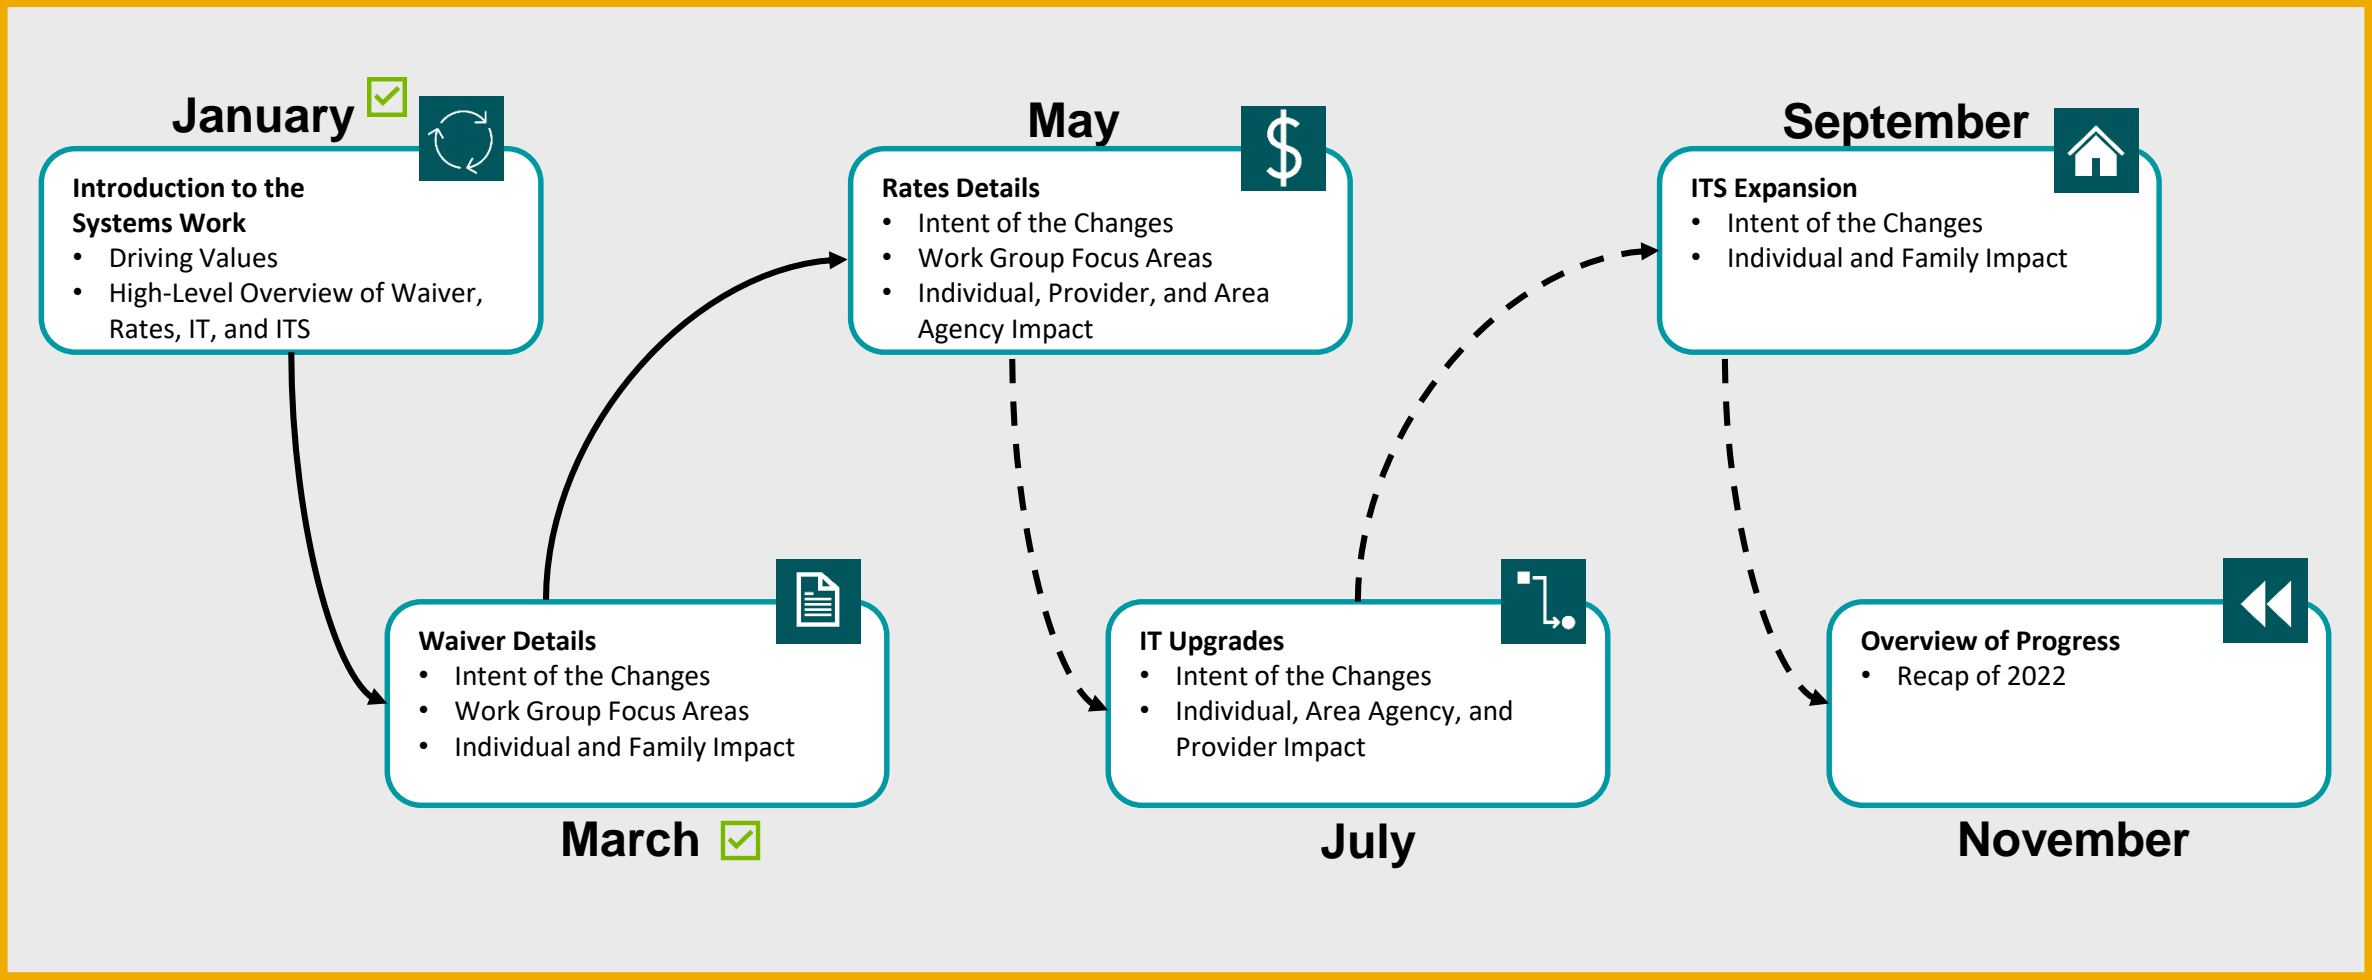 January
Introduction to the
Systems Work
• Driving Values
• High-Level Overview of Waiver,
Rates, IT, and ITS
Waiver Details
• Intent of the Changes
• Work Group Focus Areas
• Individual and Family Impact
March
May
Rates Details
• Intent of the Changes
• Work Group Focus Areas
• Individual, Provider, and Area
Agency Impact
IT Upgrades
• Intent of the Changes
• Individual, Area Agency, and
Provider Impact
July
September
ITS Expansion
• Intent of the Changes
• Individual and Family Impact
Overview of Progress
• Recap of 2022
November